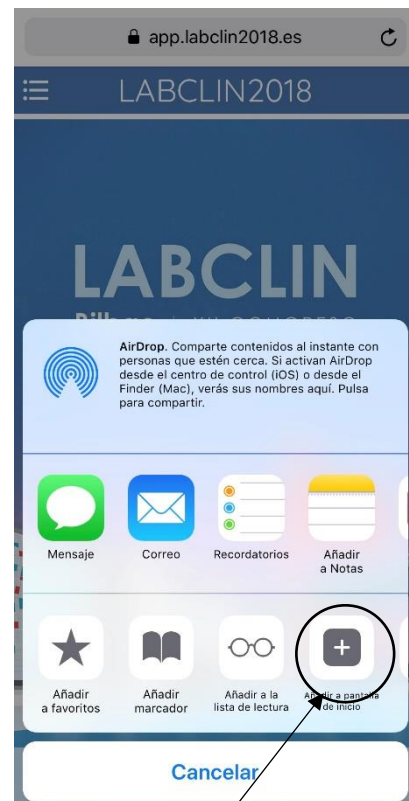 app.labclin2018.es
LABCLIN2018
LABCLIN
AirDrop. Comparte contenidos al instante con
personas que estén cerca. Si activan AirDrop
desde el centro de control (iOS) o desde el
Finder (Mac), verás sus nombres aquí. Pulsa
para compartir.
Mensaje
Correo
Recordatorios
Añadir
a Notas
Añadir
a favoritos
Añadir
marcador
Añadir a la
lista de lectura
Añadir a pantalla
de inicio
Cancelar